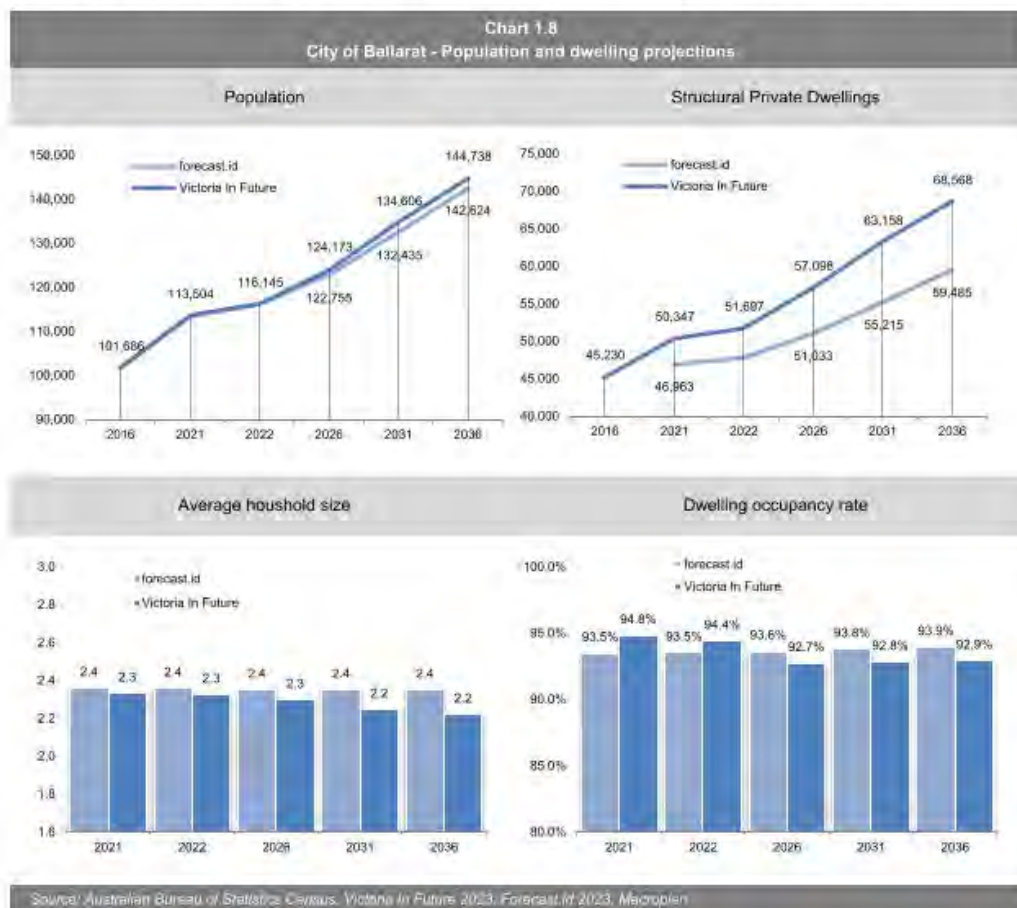 Chart 1.8
City of Ballarat - Population and dwelling projections
Population
150,000
140,000
130,000
120,000
110,000
100,000
90,000
forecast.id
Victoria In Future
101,686
113,504
116,145
124,173
122,755
134,606
132,435
144,738
142,624
2016 2021 2022 2026 2031 2036
Structural Private Dwellings
75,000
70,000
65,000
60,000
55,000
50,000
45,000
40,000
forecast.id
Victoria In Future
45,230
50,347
46,963
51,697
57,098
51,033
63,158
55,215
68,568
59,485
2016 2021 2022 2026 2031 2036
Average houshold size
3.0
2.8
2.6
2.4
2.2
2.0
1.8
1.6
forecast.id
Victoria In Future
2.4 2.3 2.4 2.3 2.4 2.3 2.4 2.2 2.4 2.2
2021 2022 2026 2031 2036
Dwelling occupancy rate
100.0%
95.0%
90.0%
85.0%
80.0%
forecast.id
Victoria In Future
93.5% 94.8% 93.5% 94.4% 93.6% 92.7% 93.8% 92.8% 93.9% 92.9%
2021 2022 2026 2031 2036
Source: Australian Bureau of Statistics Census, Victoria In Future 2023, Forecast.id 2023, Macroplan